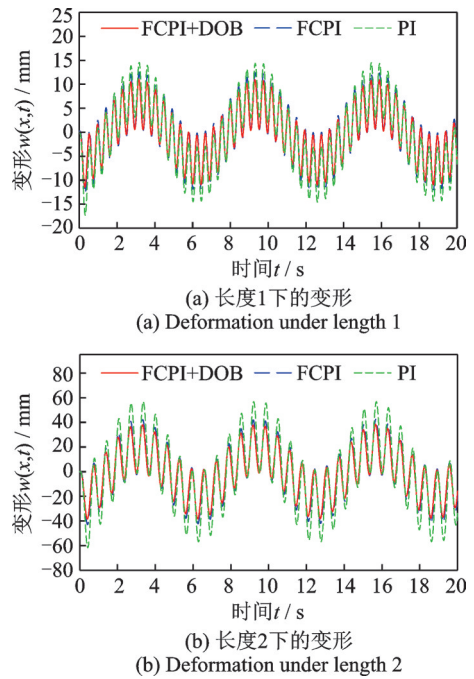 FCPI+DOB FCPI PI
25
20
15
10
5
0
−5
−10
−15
−20
变形w(x,t) / mm
0 2 4 6 8 10 12 14 16 18 20
时间t / s
(a) 长度1下的变形
(a) Deformation under length 1
FCPI+DOB FCPI PI
80
60
40
20
0
−20
−40
−60
−80
变形w(x,t) / mm
0 2 4 6 8 10 12 14 16 18 20
时间t / s
(b) 长度2下的变形
(b) Deformation under length 2